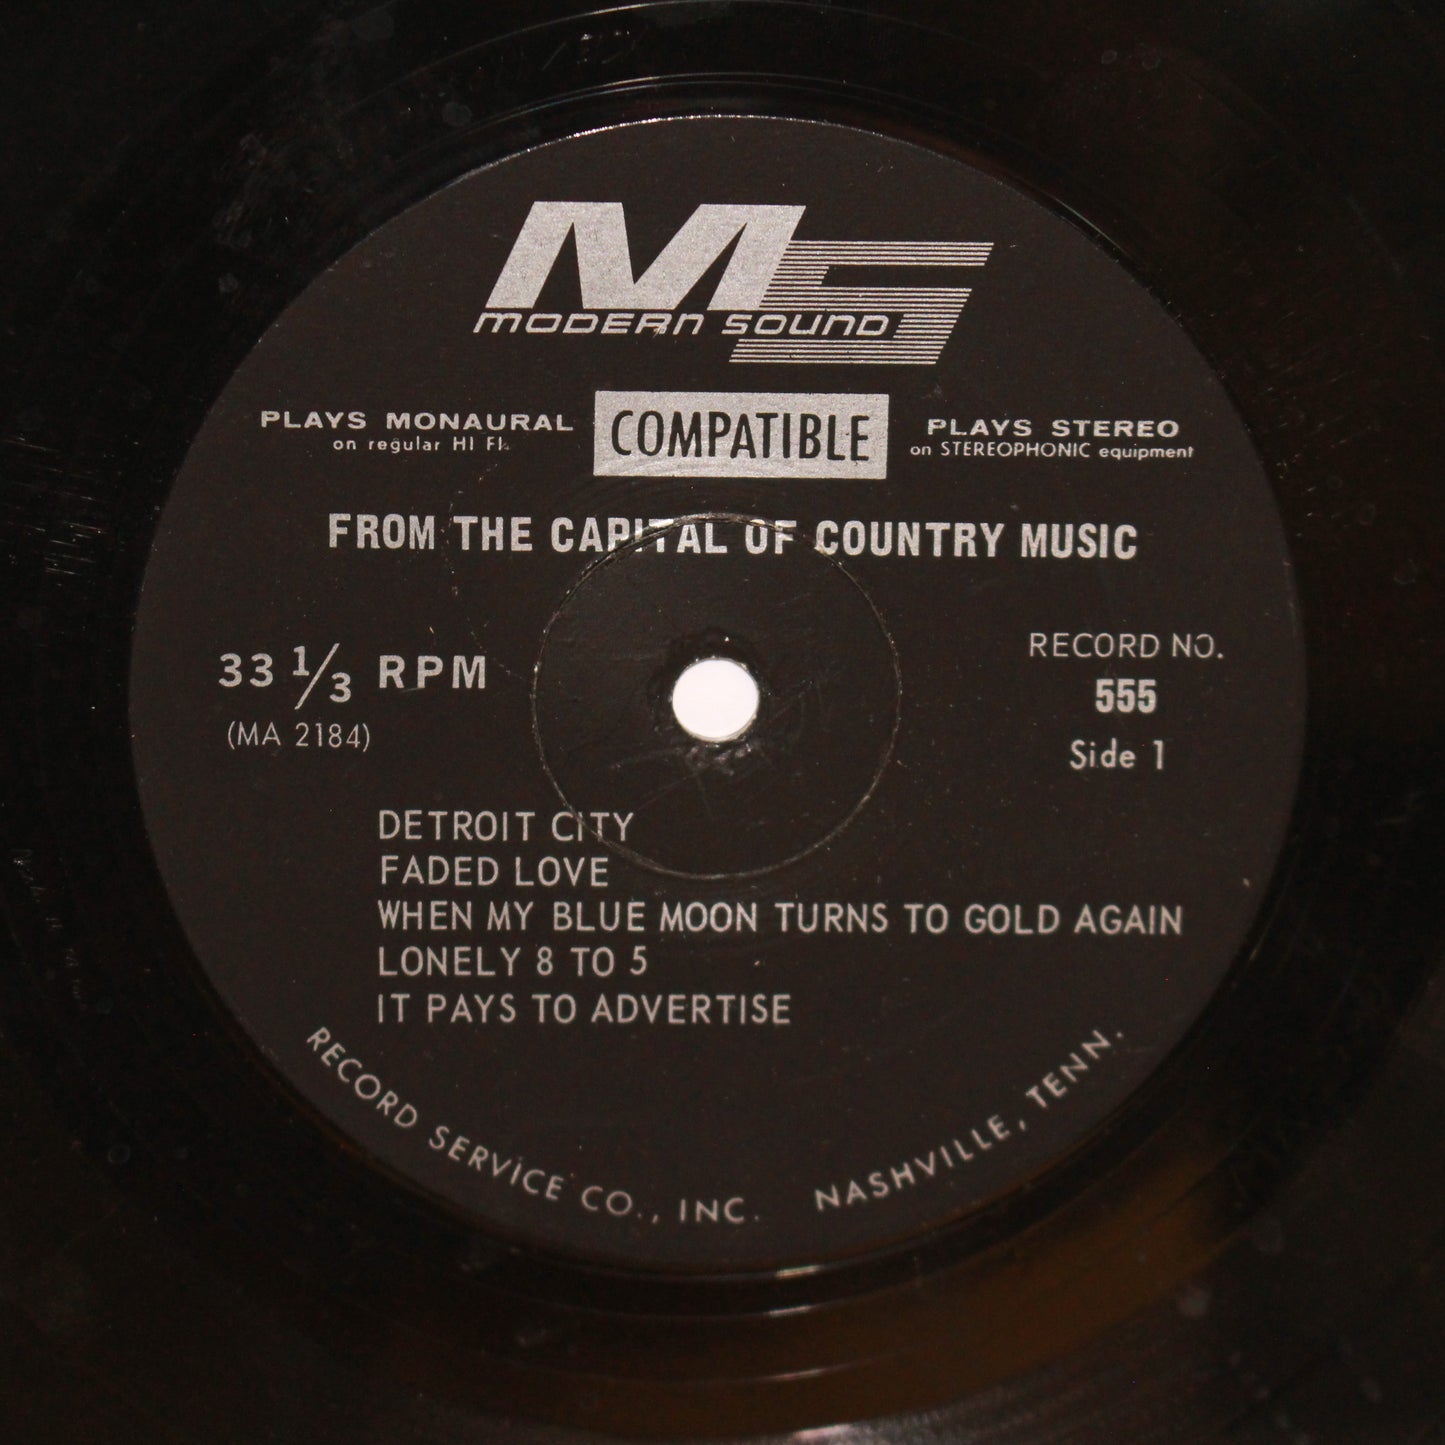 MS
MODERN SOUND
PLAYS MONAURAL
on regular HI FI.
COMPATIBLE
PLAYS STEREO
on STEREOPHONIC equipment
FROM THE CAPITAL OF COUNTRY MUSIC
33 1/3 RPM
(MA 2184)
RECORD NO.
555
Side 1
DETROIT CITY
FADED LOVE
WHEN MY BLUE MOON TURNS TO GOLD AGAIN
LONELY 8 TO 5
IT PAYS TO ADVERTISE
RECORD SERVICE CO., INC. NASHVILLE, TENN.